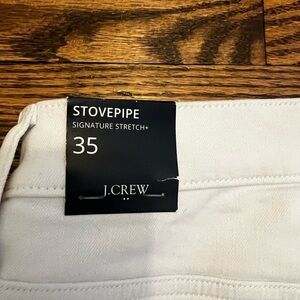 STOVEPIPE
SIGNATURE STRETCH+
35
J.CREW